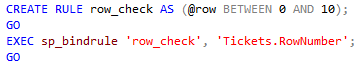 CREATE RULE row_check AS (@row BETWEEN 0 AND 10);
GO
EXEC sp_bindrule 'row_check', 'Tickets.RowNumber';
GO